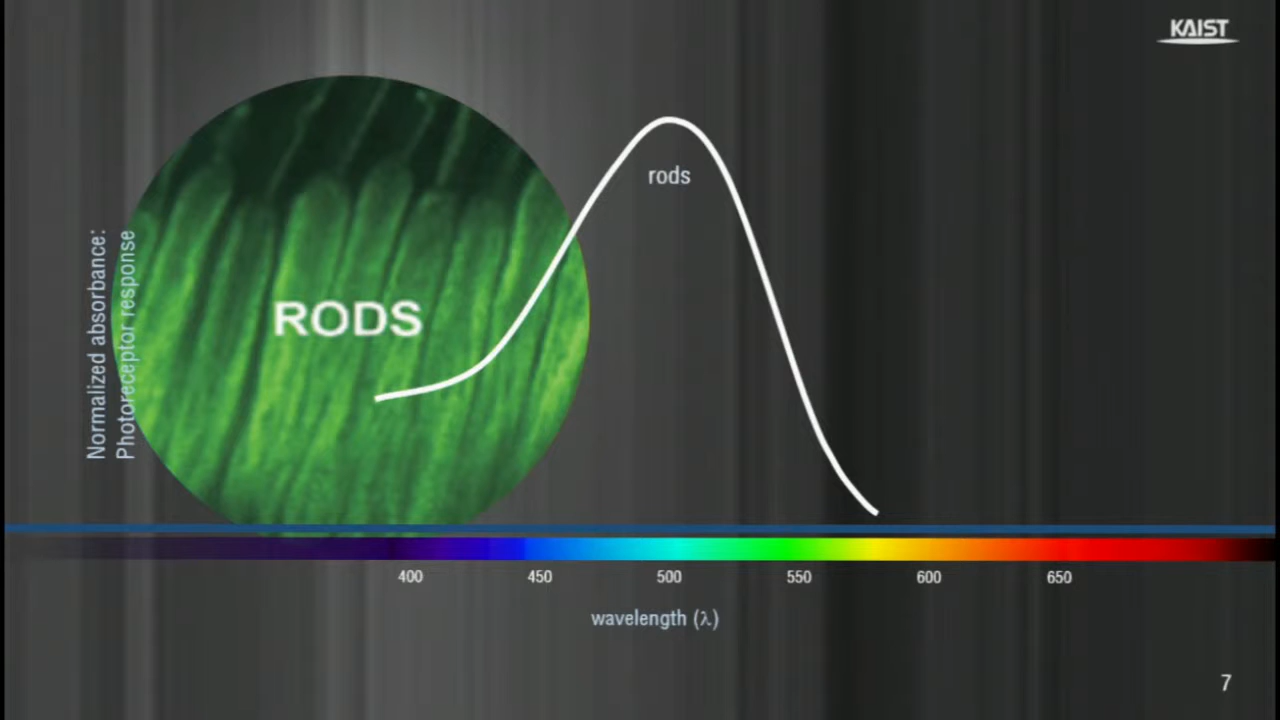 KAIST
Normalized absorbance:
Photoreceptor response
rods
RODS
400 450 500 550 600 650
wavelength (λ)
7